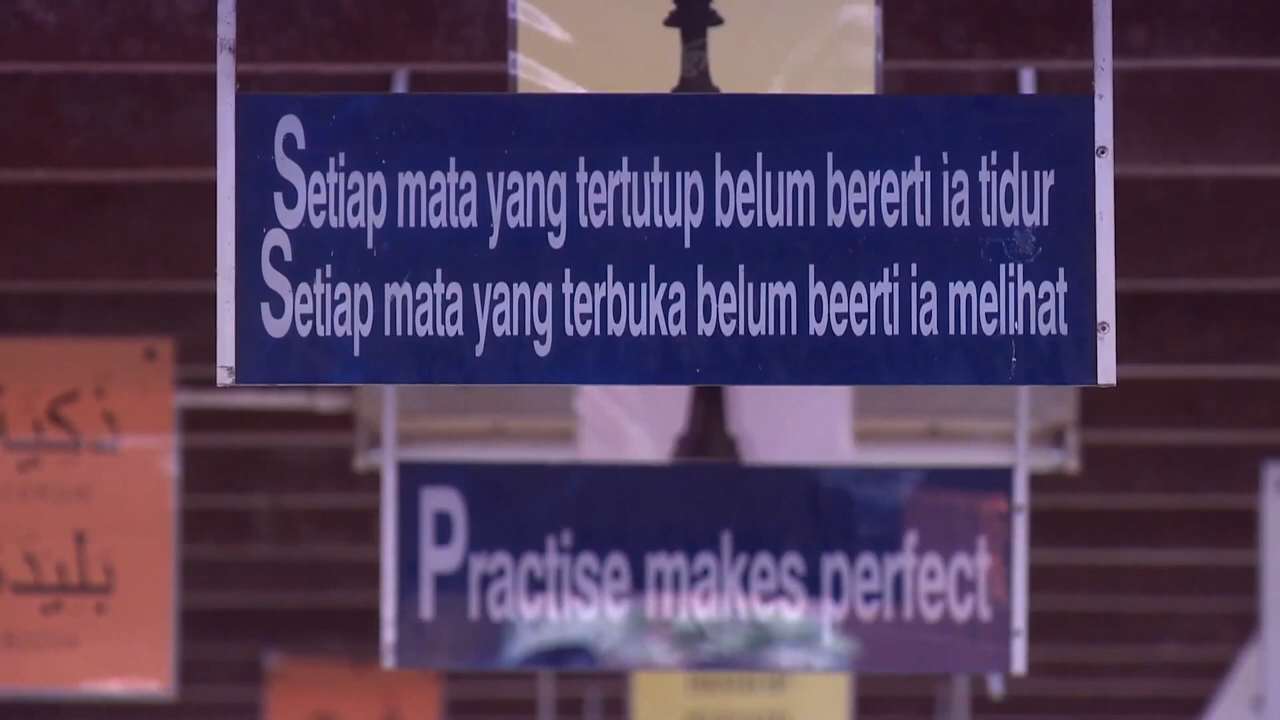 Setiap mata yang tertutup belum bererti ia tidur
Setiap mata yang terbuka belum beerti ia melihat
Practise makes perfect
بليد